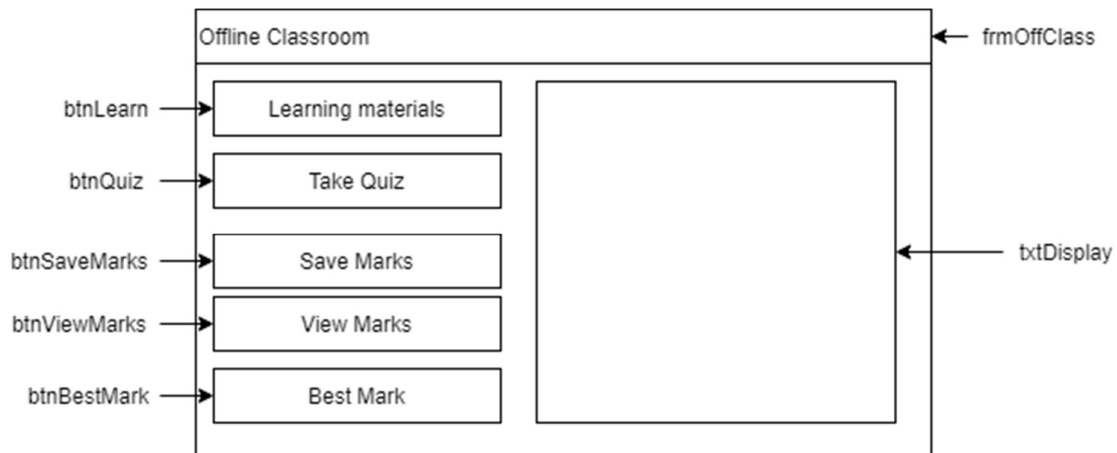 Offline Classroom
frmOffClass
btnLearn
Learning materials
btnQuiz
Take Quiz
btnSaveMarks
Save Marks
txtDisplay
btnViewMarks
View Marks
btnBestMark
Best Mark